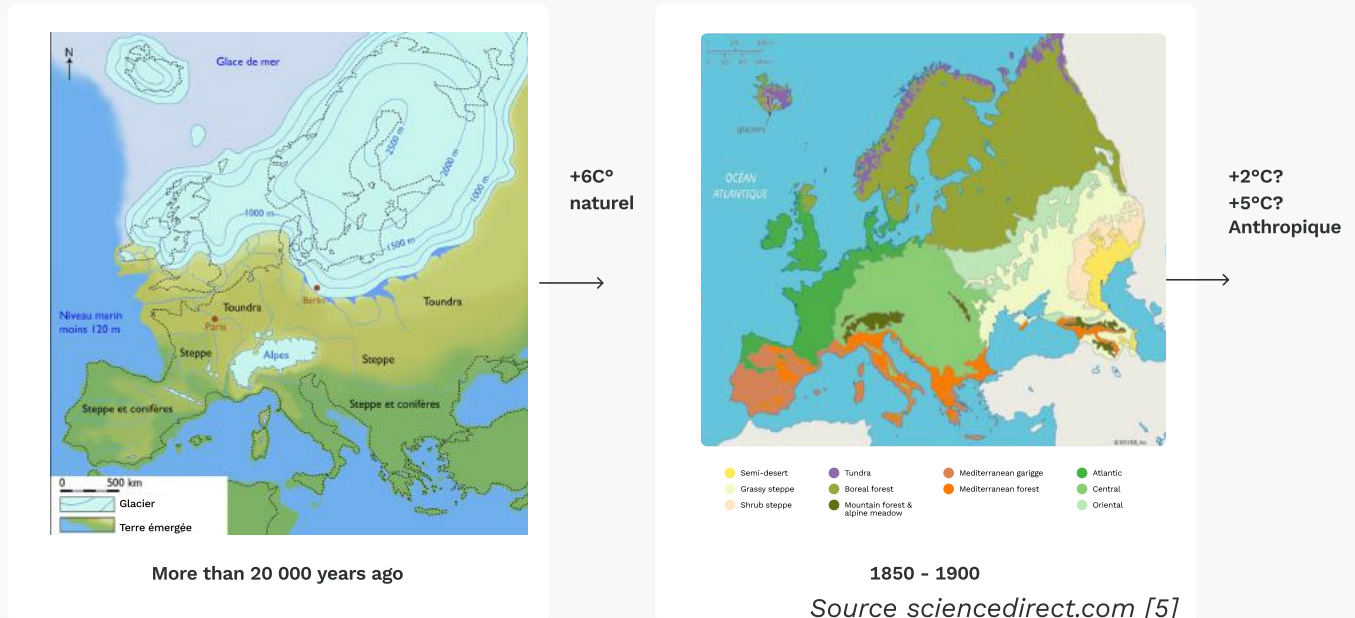 N
Glace de mer
2500 m
2000 m
1000 m
1000 m
1500 m
Berlin
Toundra
Toundra
Paris
Niveau marin
moins 120 m
Steppe
Alpes
Steppe
Steppe et conifères
Steppe et conifères
0 500 km
Glacier
Terre émergée
More than 20 000 years ago
+6C°
naturel
glaciers
OCÉAN
ATLANTIQUE
Semi-desert
Grassy steppe
Shrub steppe
Tundra
Boreal forest
Mountain forest &
alpine meadow
Mediterranean garigge
Mediterranean forest
Atlantic
Central
Oriental
1850 - 1900
Source sciencedirect.com [5]
+2°C?
+5°C?
Anthropique